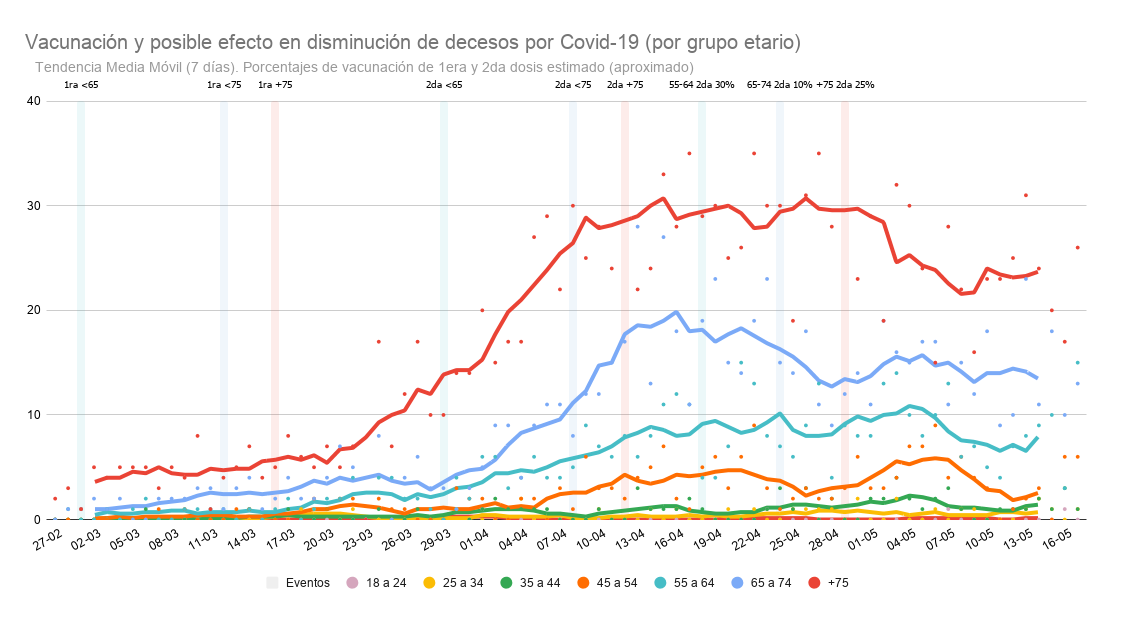 Vacunación y posible efecto en disminución de decesos por Covid-19 (por grupo etario)
Tendencia Media Móvil (7 días). Porcentajes de vacunación de 1era y 2da dosis estimado (aproximado)
1ra <65 1ra <75 1ra +75 2da <65 2da <75 2da +75 55-64 2da 30% 65-74 2da 10% +75 2da 25%
40
30
20
10
0
27-02 02-03 05-03 08-03 11-03 14-03 17-03 20-03 23-03 26-03 29-03 01-04 04-04 07-04 10-04 13-04 16-04 19-04 22-04 25-04 28-04 01-05 04-05 07-05 10-05 13-05 16-05
Eventos 18 a 24 25 a 34 35 a 44 45 a 54 55 a 64 65 a 74 +75